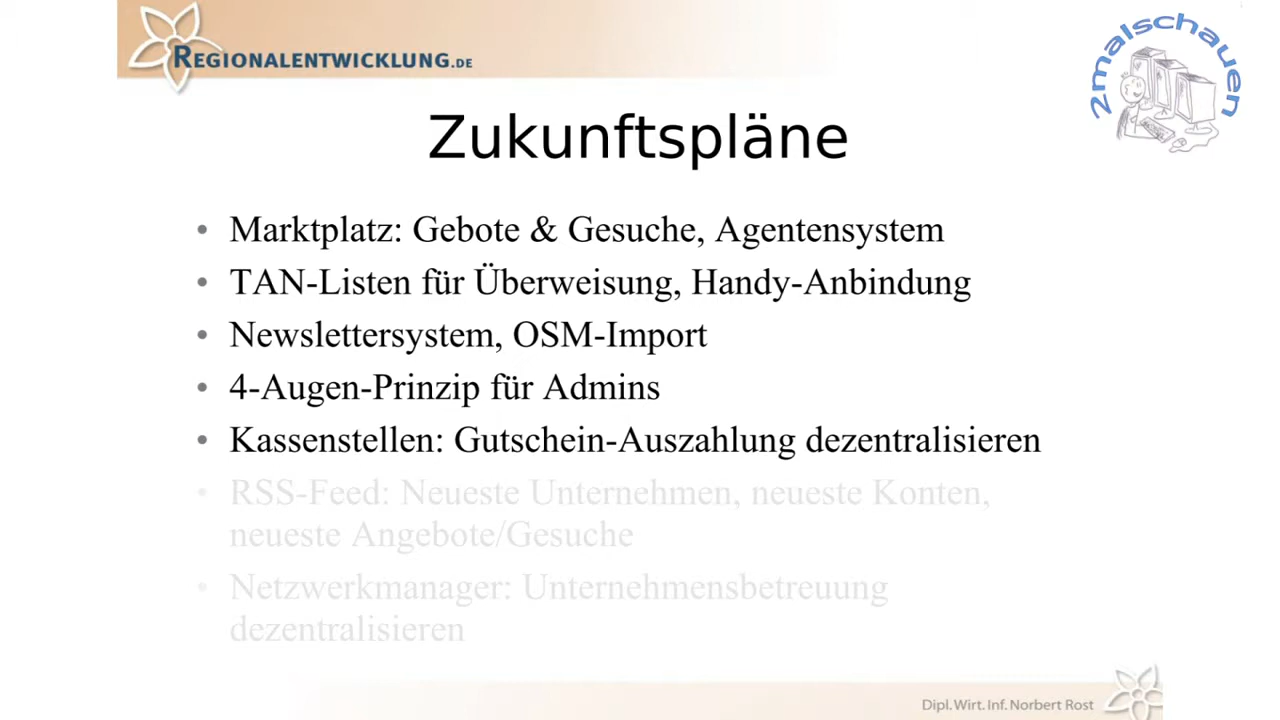 REGIONALENTWICKLUNG.DE
2malschauen
Zukunftspläne
• Marktplatz: Gebote & Gesuche, Agentensystem
• TAN-Listen für Überweisung, Handy-Anbindung
• Newslettersystem, OSM-Import
• 4-Augen-Prinzip für Admins
• Kassenstellen: Gutschein-Auszahlung dezentralisieren
• RSS-Feed: Neueste Unternehmen, neueste Konten,
neueste Angebote/Gesuche
• Netzwerkmanager: Unternehmensbetreuung
dezentralisieren
Dipl. Wirt. Inf. Norbert Rost